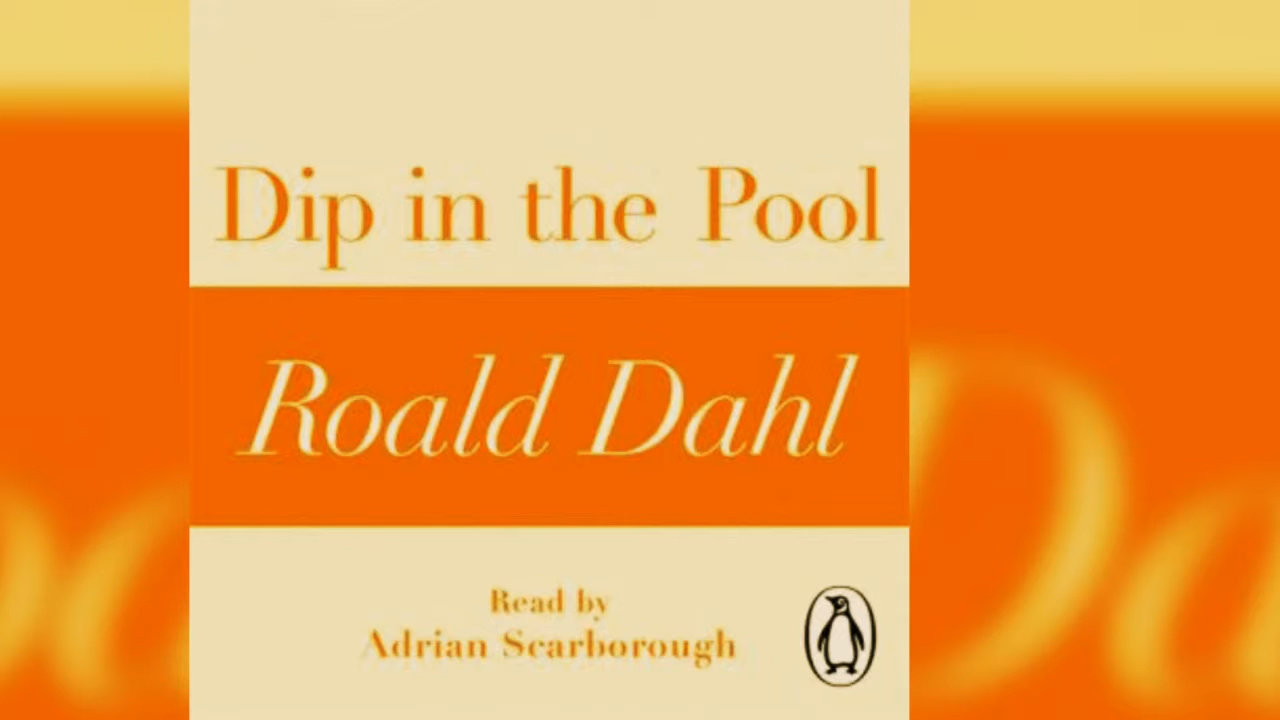 Dip in the Pool
Roald Dahl
Read by
Adrian Scarborough